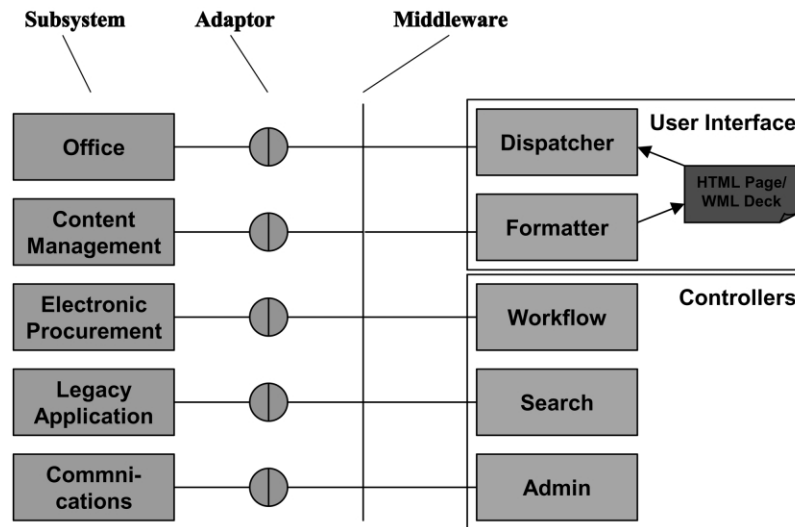 Subsystem
Adaptor
Middleware
Office
Dispatcher
User Interface
HTML Page/
WML Deck
Content
Management
Formatter
Electronic
Procurement
Workflow
Controllers
Legacy
Application
Search
Commni-
cations
Admin